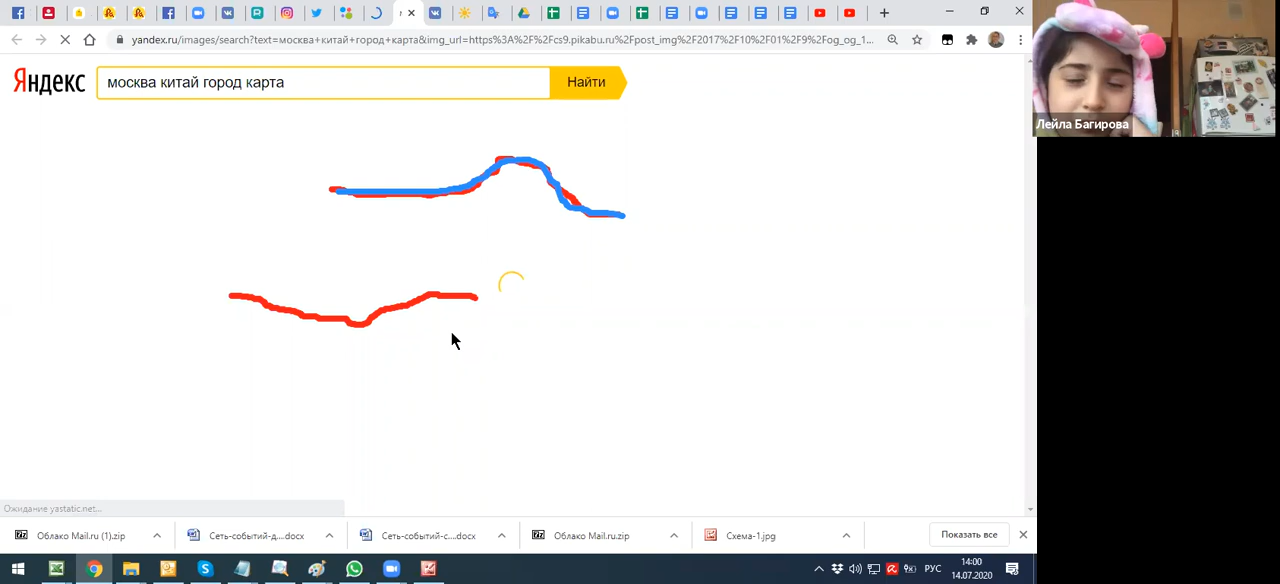 yandex.ru/images/search?text=москва+китай+город+карта&img_url=https%3A%2F%2Fcs9.pikabu.ru%2Fpost_img%2F2017%2F10%2F01%2F9%2Fog_og_1...
Яндекс
москва китай город карта
Найти
Лейла Багирова
Ожидание yastatic.net...
Облако Mail.ru (1).zip
Сеть-событий-д....docx
Сеть-событий-с....docx
Облако Mail.ru.zip
Схема-1.jpg
Показать все
РУС
14:00
14.07.2020